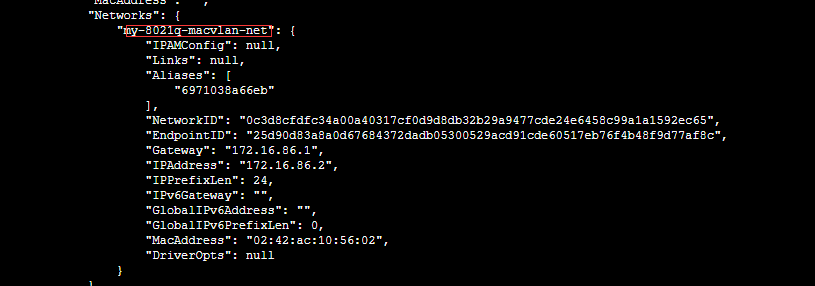 "Networks": {
"my-8021q-macvlan-net": {
"IPAMConfig": null,
"Links": null,
"Aliases": [
"6971038a66eb"
],
"NetworkID": "0c3d8cfdfc34a00a40317cf0d9d8db32b29a9477cde24e6458c99a1a1592ec65",
"EndpointID": "25d90d83a8a0d67684372dadb05300529acd91cde60517eb76f4b48f9d77af8c",
"Gateway": "172.16.86.1",
"IPAddress": "172.16.86.2",
"IPPrefixLen": 24,
"IPv6Gateway": "",
"GlobalIPv6Address": "",
"GlobalIPv6PrefixLen": 0,
"MacAddress": "02:42:ac:10:56:02",
"DriverOpts": null
}